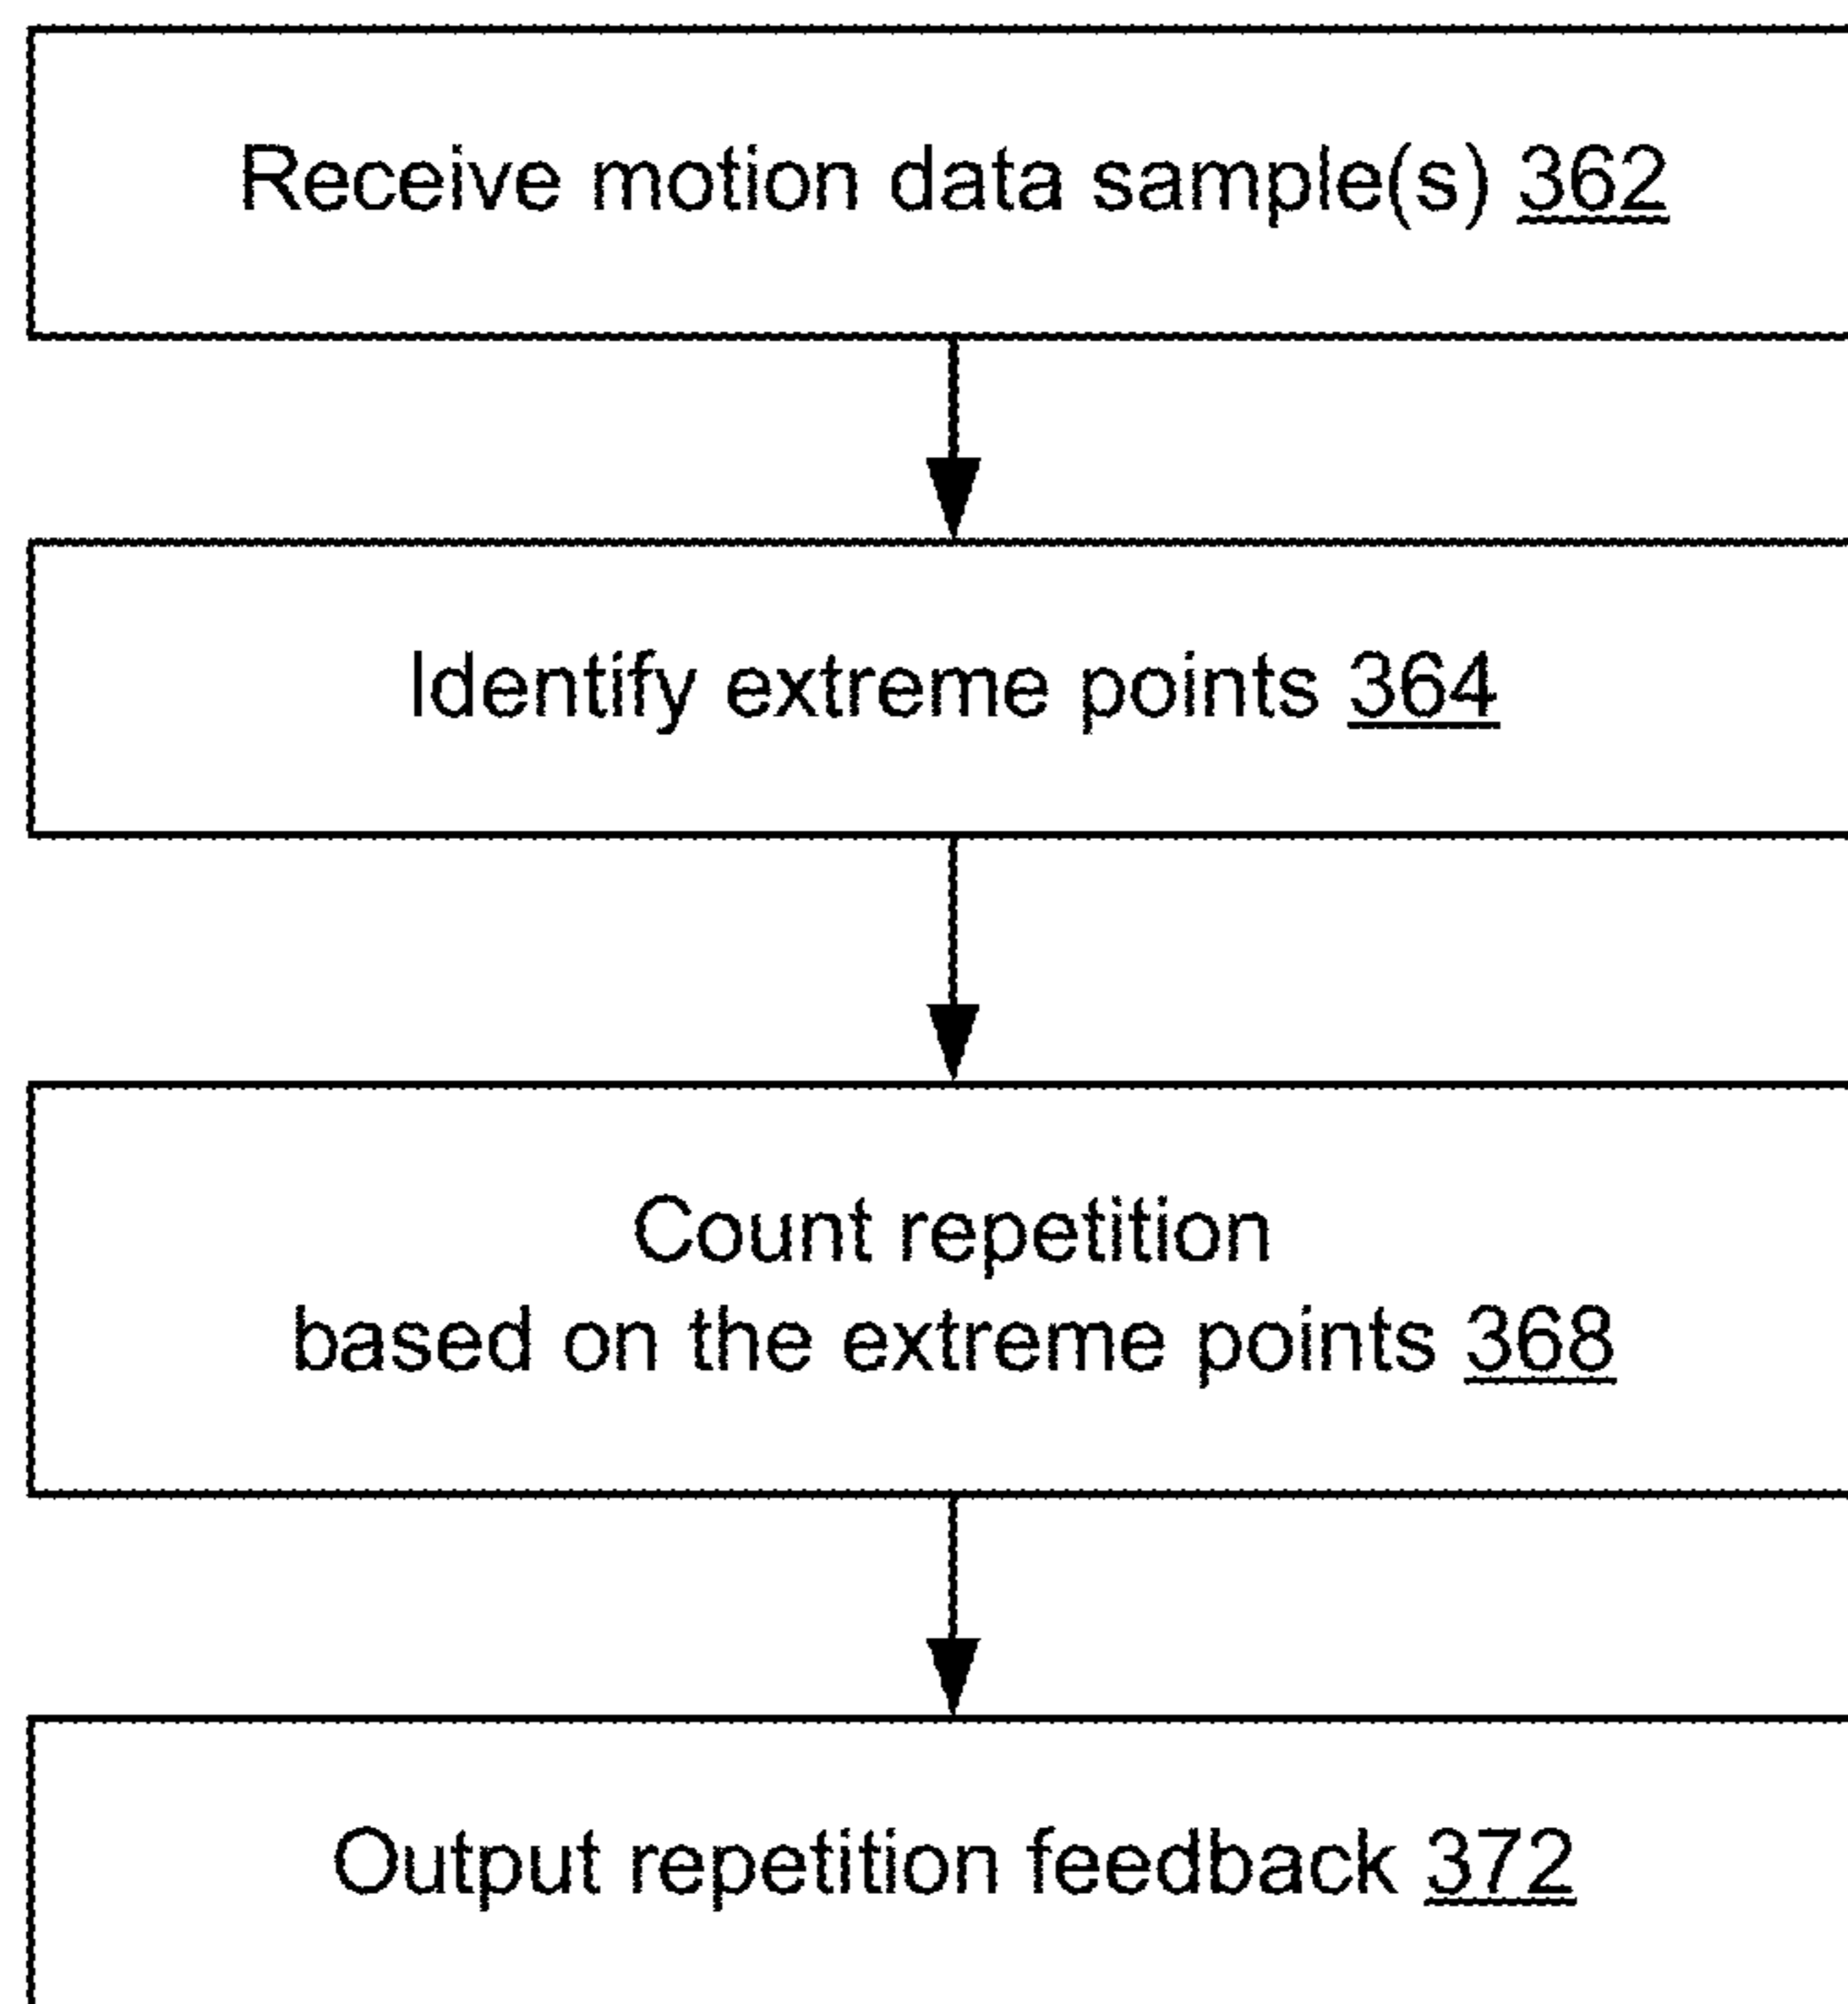 Receive motion data sample(s) 362
Identify extreme points 364
Count repetition
based on the extreme points 368
Output repetition feedback 372